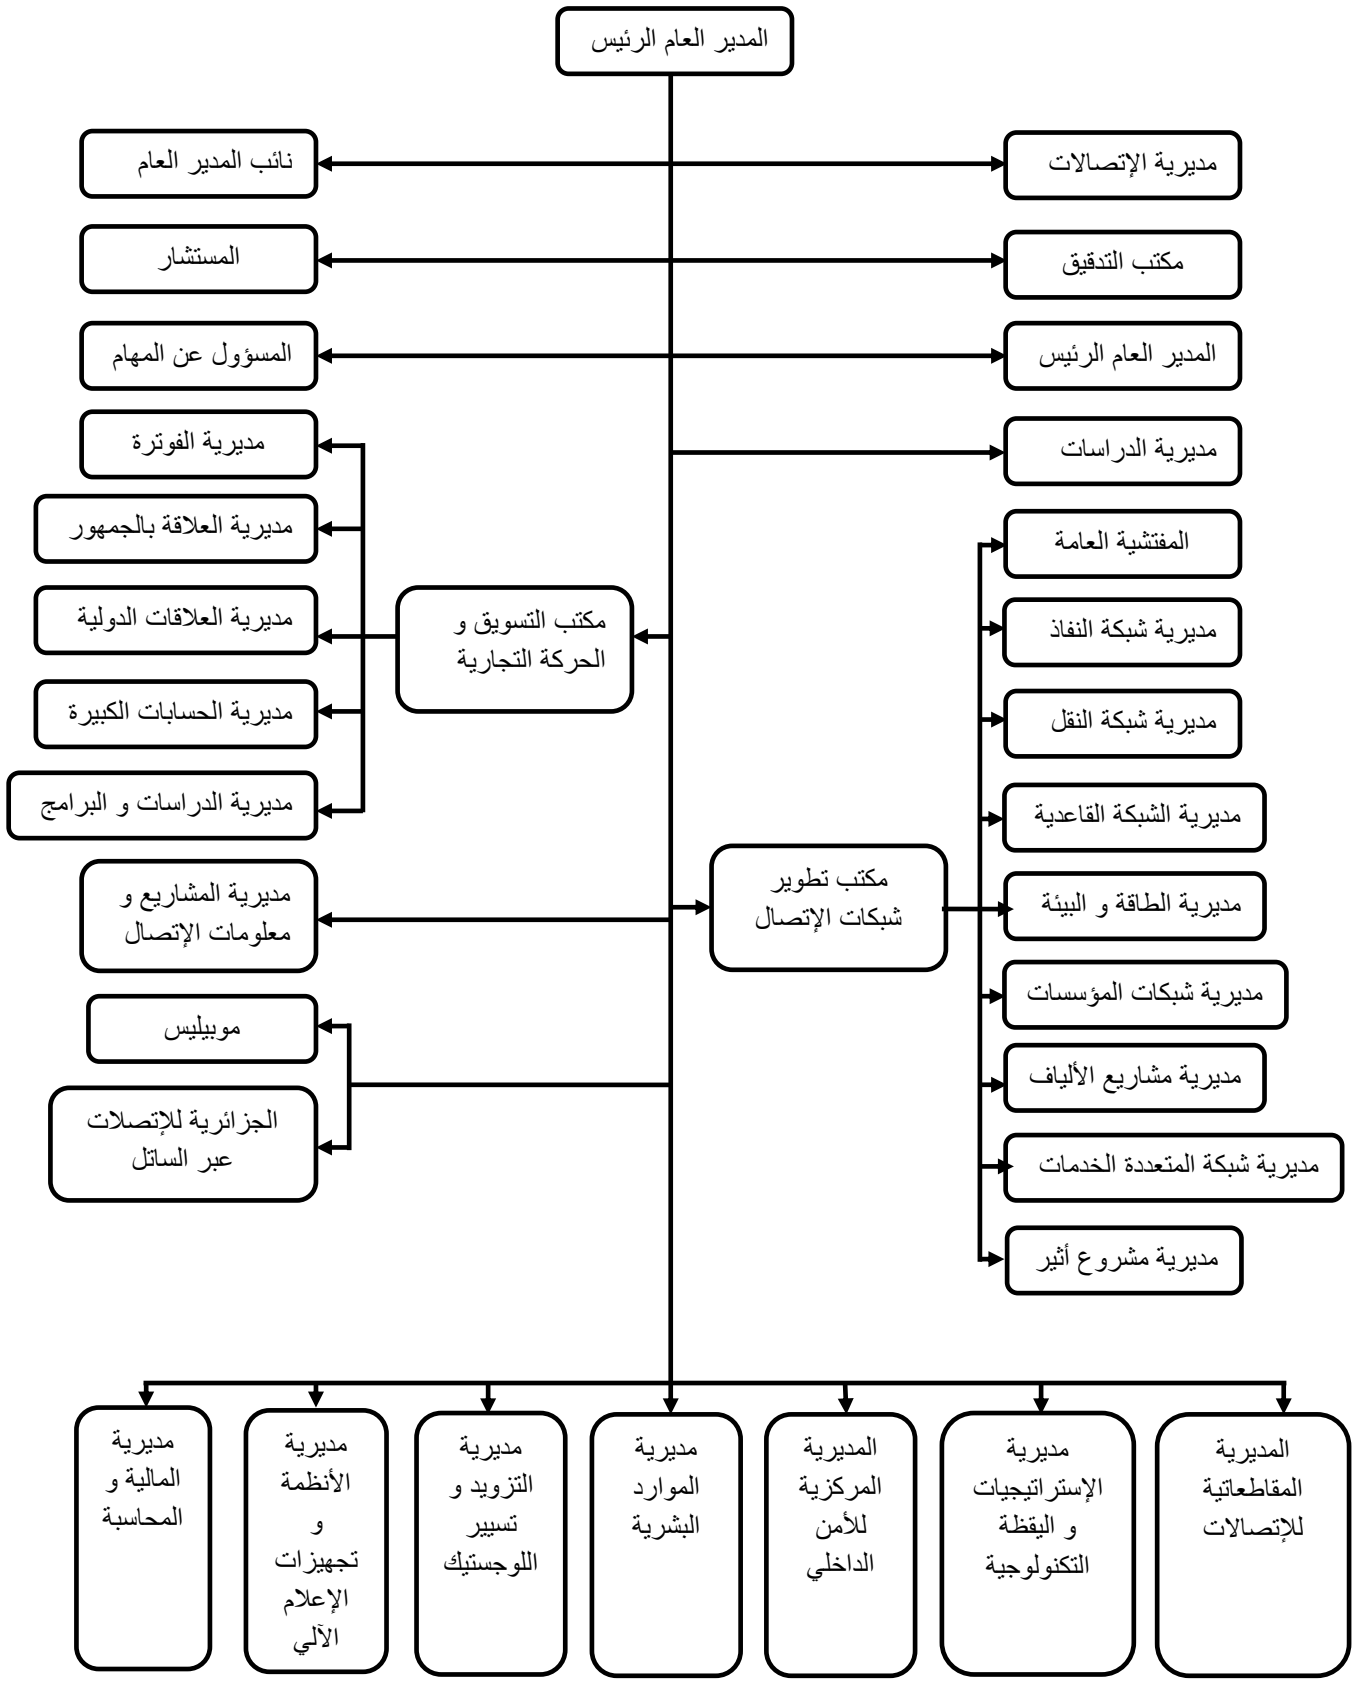 المدير العام الرئيس
مديرية الإتصالات
نائب المدير العام
مكتب التدقيق
المستشار
المدير العام الرئيس
المسؤول عن المهام
مديرية الدراسات
مديرية الفوترة
مديرية العلاقة بالجمهور
مديرية العلاقات الدولية
مديرية الحسابات الكبيرة
مديرية الدراسات و البرامج
مكتب التسويق و
الحركة التجارية
المفتشية العامة
مديرية شبكة النفاذ
مديرية شبكة النقل
مديرية الشبكة القاعدية
مديرية الطاقة و البيئة
مديرية شبكات المؤسسات
مديرية مشاريع الألياف
مديرية شبكة المتعددة الخدمات
مديرية مشروع أثير
مكتب تطوير
شبكات الإتصال
مديرية المشاريع و
معلومات الإتصال
موبيليس
الجزائرية للإتصلات
عبر الساتل
المديرية
المقاطعاتية
للإتصالات
مديرية
الإستراتيجيات
و اليقظة
التكنولوجية
المديرية
المركزية
للأمن
الداخلي
مديرية
الموارد
البشرية
مديرية
التزويد و
تسيير
اللوجستيك
مديرية
الأنظمة
و
تجهيزات
الإعلام
الآلي
مديرية
المالية و
المحاسبة